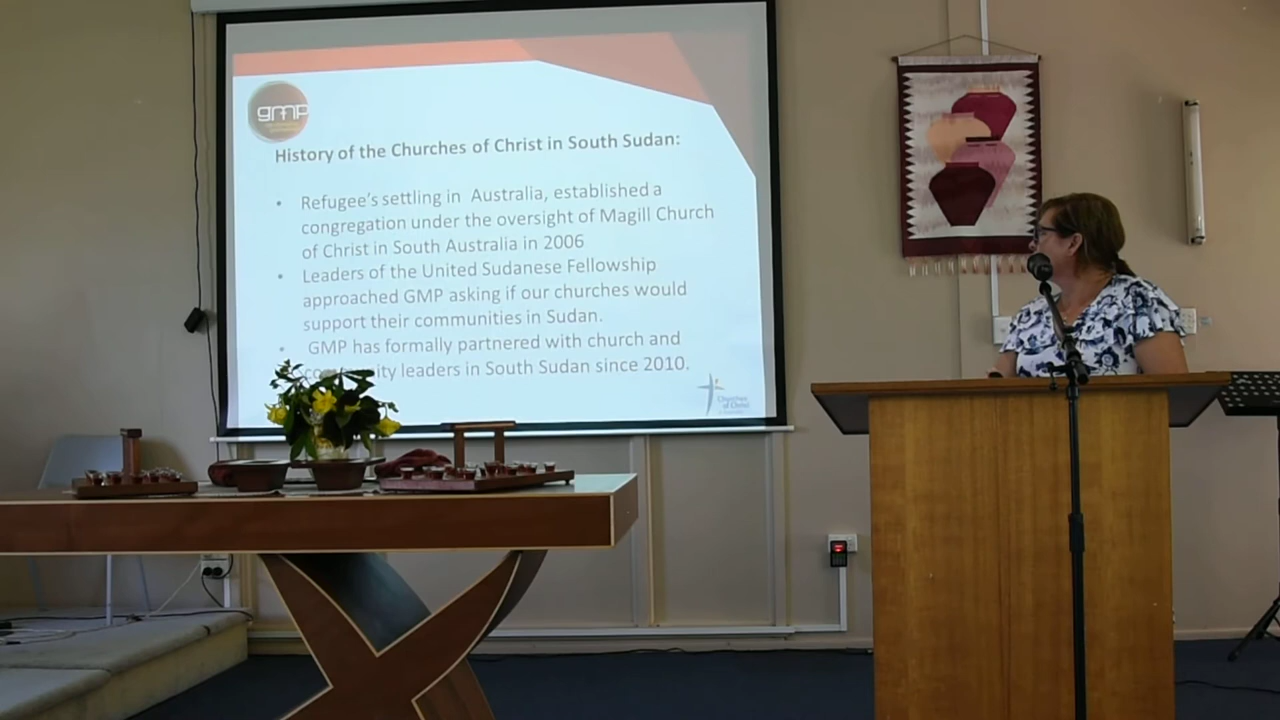 gmp
History of the Churches of Christ in South Sudan:
• Refugee's settling in Australia, established a
congregation under the oversight of Magill Church
of Christ in South Australia in 2006
• Leaders of the United Sudanese Fellowship
approached GMP asking if our churches would
support their communities in Sudan.
• GMP has formally partnered with church and
leaders in South Sudan since 2010.
Churches
of Christ